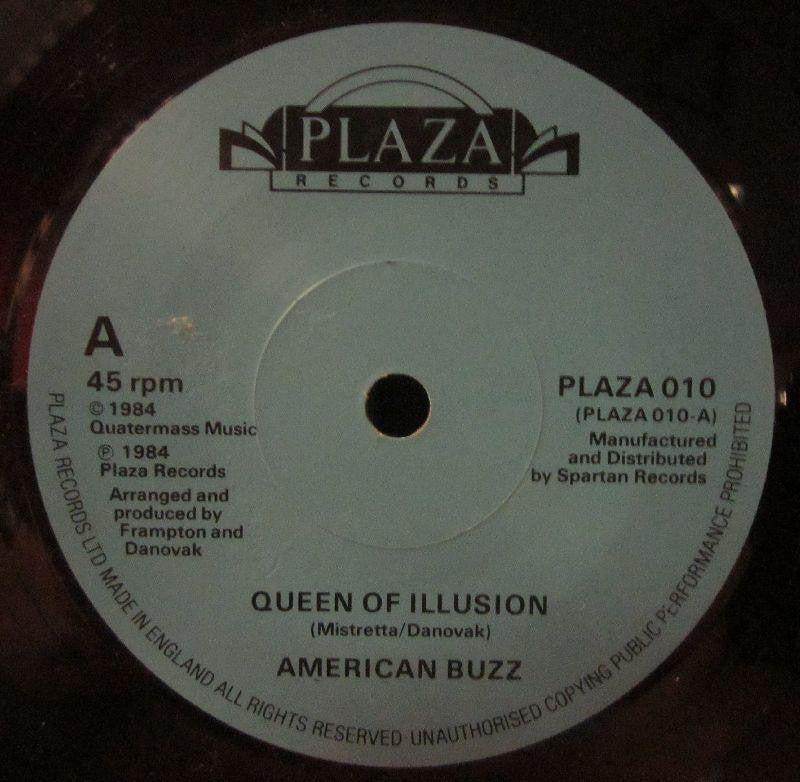 PLAZA
RECORDS
A
45 rpm
© 1984
Quatermass Music
℗ 1984
Plaza Records
Arranged and
produced by
Frampton and
Danovak
PLAZA 010
(PLAZA 010-A)
Manufactured
and Distributed
by Spartan Records
QUEEN OF ILLUSION
(Mistretta/Danovak)
AMERICAN BUZZ
PLAZA RECORDS LTD MADE IN ENGLAND ALL RIGHTS RESERVED UNAUTHORISED COPYING PUBLIC PERFORMANCE PROHIBITED